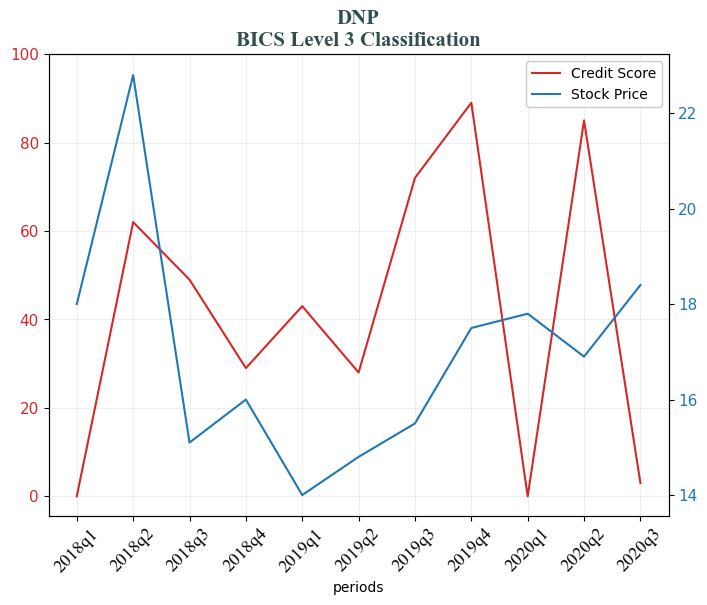 DNP
BICS Level 3 Classification
Credit Score
Stock Price
100
80
60
40
20
0
22
20
18
16
14
2018q1
2018q2
2018q3
2018q4
2019q1
2019q2
2019q3
2019q4
2020q1
2020q2
2020q3
periods